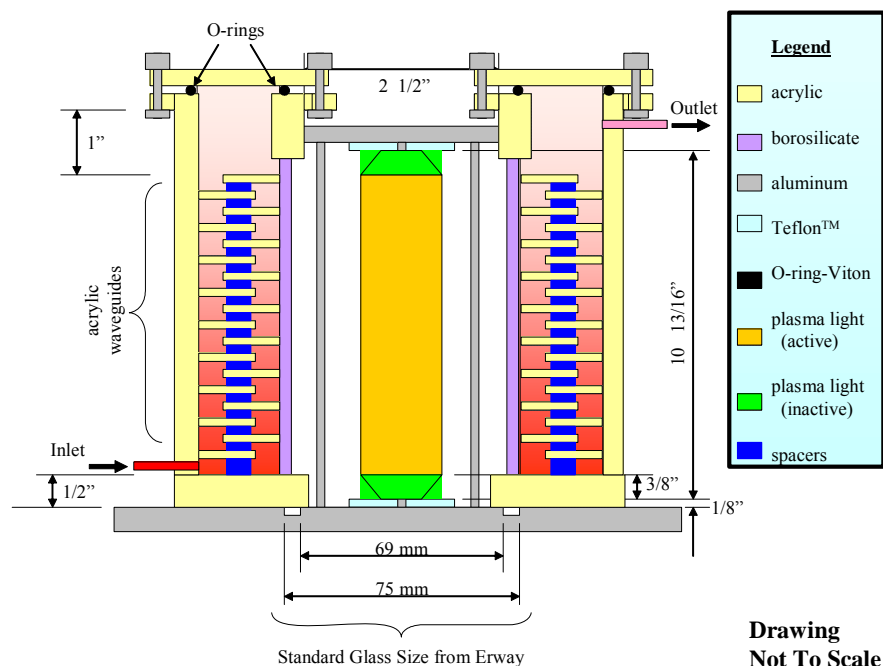 O-rings
2 1/2”
Outlet
1”
acrylic
waveguides
10 13/16”
Inlet
1/2”
3/8”
1/8”
69 mm
75 mm
Standard Glass Size from Erway
Legend
acrylic
borosilicate
aluminum
Teflon™
O-ring-Viton
plasma light
(active)
plasma light
(inactive)
spacers
Drawing
Not To Scale